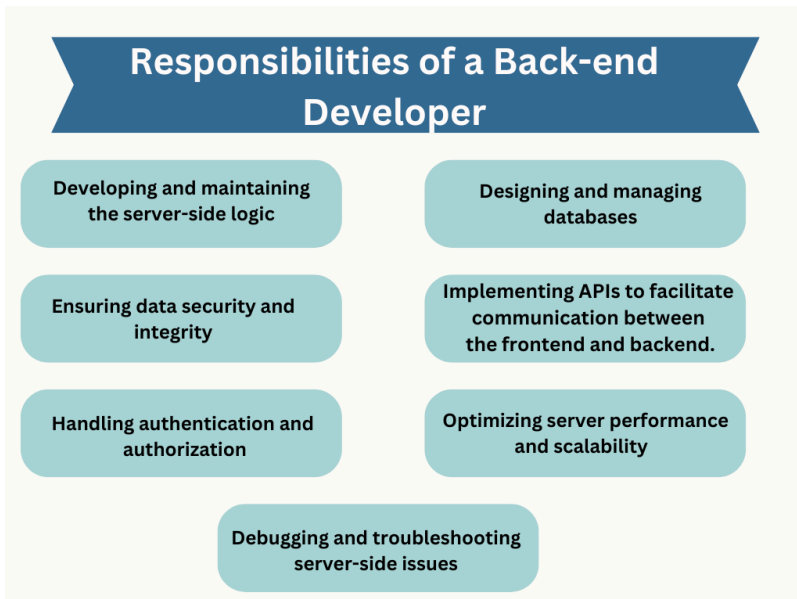 Responsibilities of a Back-end
Developer
Developing and maintaining
the server-side logic
Designing and managing
databases
Ensuring data security and
integrity
Implementing APIs to facilitate
communication between
the frontend and backend.
Handling authentication and
authorization
Optimizing server performance
and scalability
Debugging and troubleshooting
server-side issues